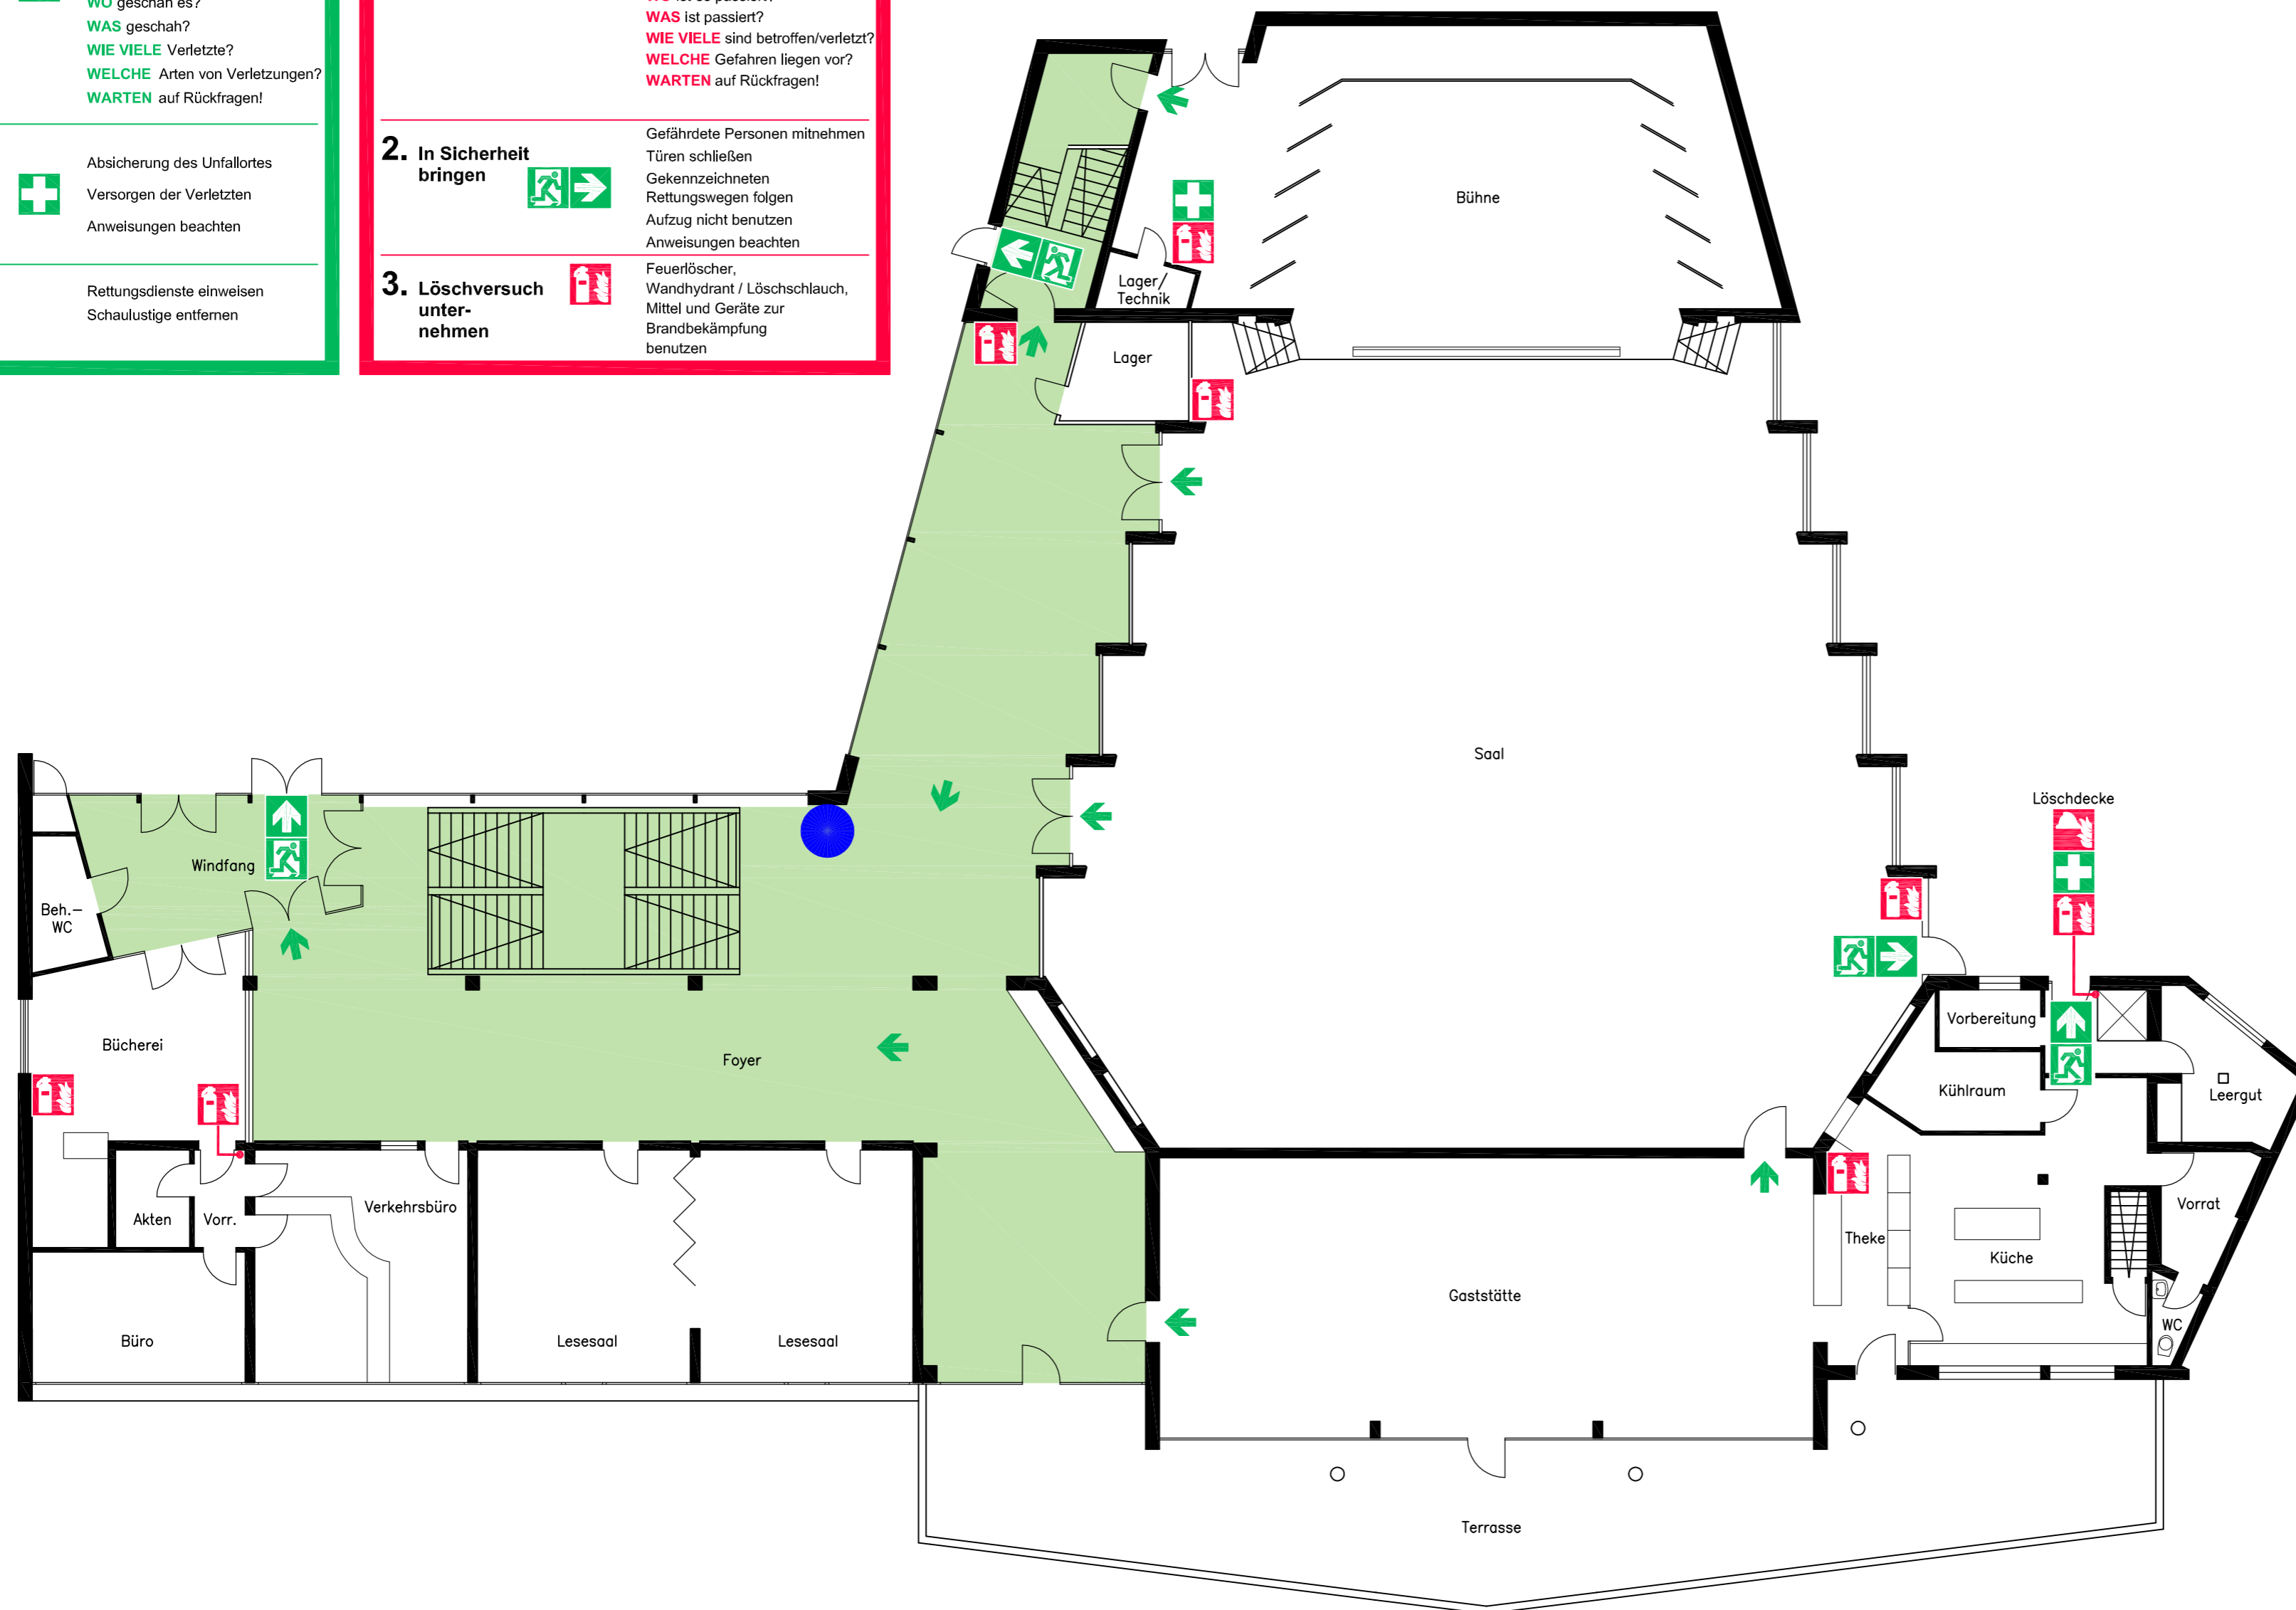 WO geschah es?
WAS geschah?
WIE VIELE Verletzte?
WELCHE Arten von Verletzungen?
WARTEN auf Rückfragen!
Absicherung des Unfallortes
Versorgen der Verletzten
Anweisungen beachten
Rettungsdienste einweisen
Schaulustige entfernen
WO ist es passiert?
WAS ist passiert?
WIE VIELE sind betroffen/verletzt?
WELCHE Gefahren liegen vor?
WARTEN auf Rückfragen!
2. In Sicherheit
bringen
Gefährdete Personen mitnehmen
Türen schließen
Gekennzeichneten
Rettungswegen folgen
Aufzug nicht benutzen
Anweisungen beachten
3. Löschversuch
unter-
nehmen
Feuerlöscher,
Wandhydrant / Löschschlauch,
Mittel und Geräte zur
Brandbekämpfung
benutzen
Bühne
Lager/
Technik
Lager
Saal
Löschdecke
Windfang
Beh.-
WC
Bücherei
Foyer
Vorbereitung
Kühlraum
Leergut
Akten
Vorr.
Verkehrsbüro
Theke
Vorrat
Küche
Gaststätte
WC
Büro
Lesesaal
Lesesaal
Terrasse